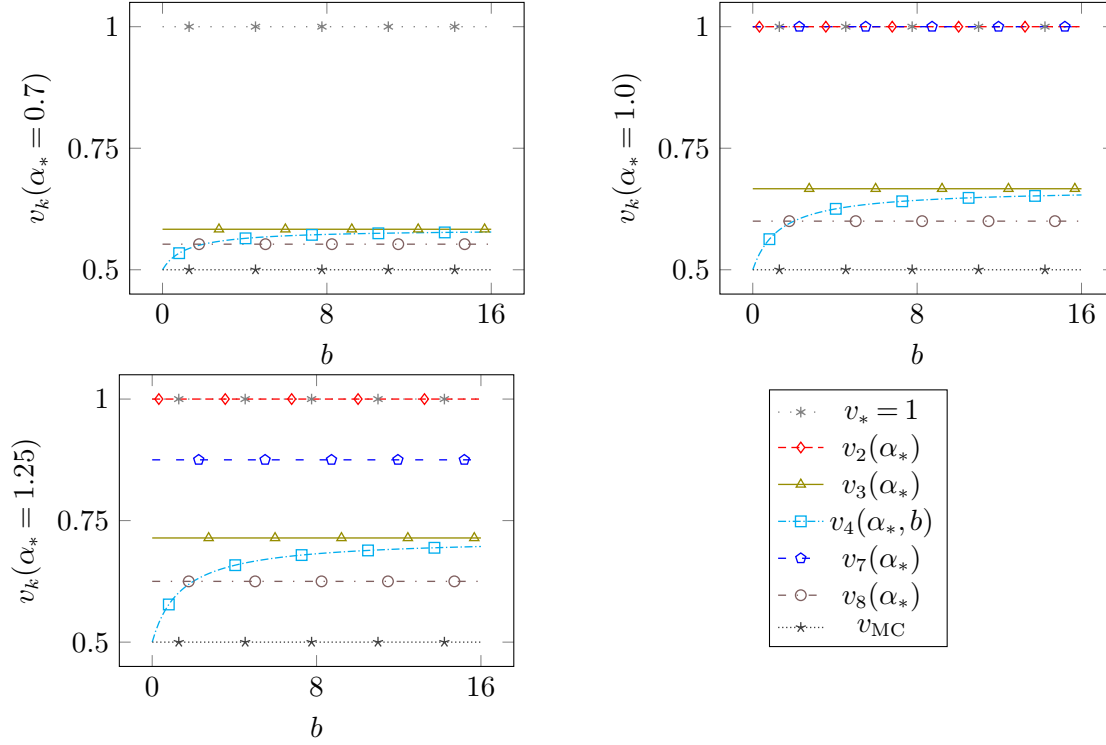 1
0.75
0.5
0 8 16
b
v_k(α_* = 0.7)
1
0.75
0.5
0 8 16
b
v_k(α_* = 1.0)
1
0.75
0.5
0 8 16
b
v_k(α_* = 1.25)
v_* = 1
v_2(α_*)
v_3(α_*)
v_4(α_*, b)
v_7(α_*)
v_8(α_*)
v_MC